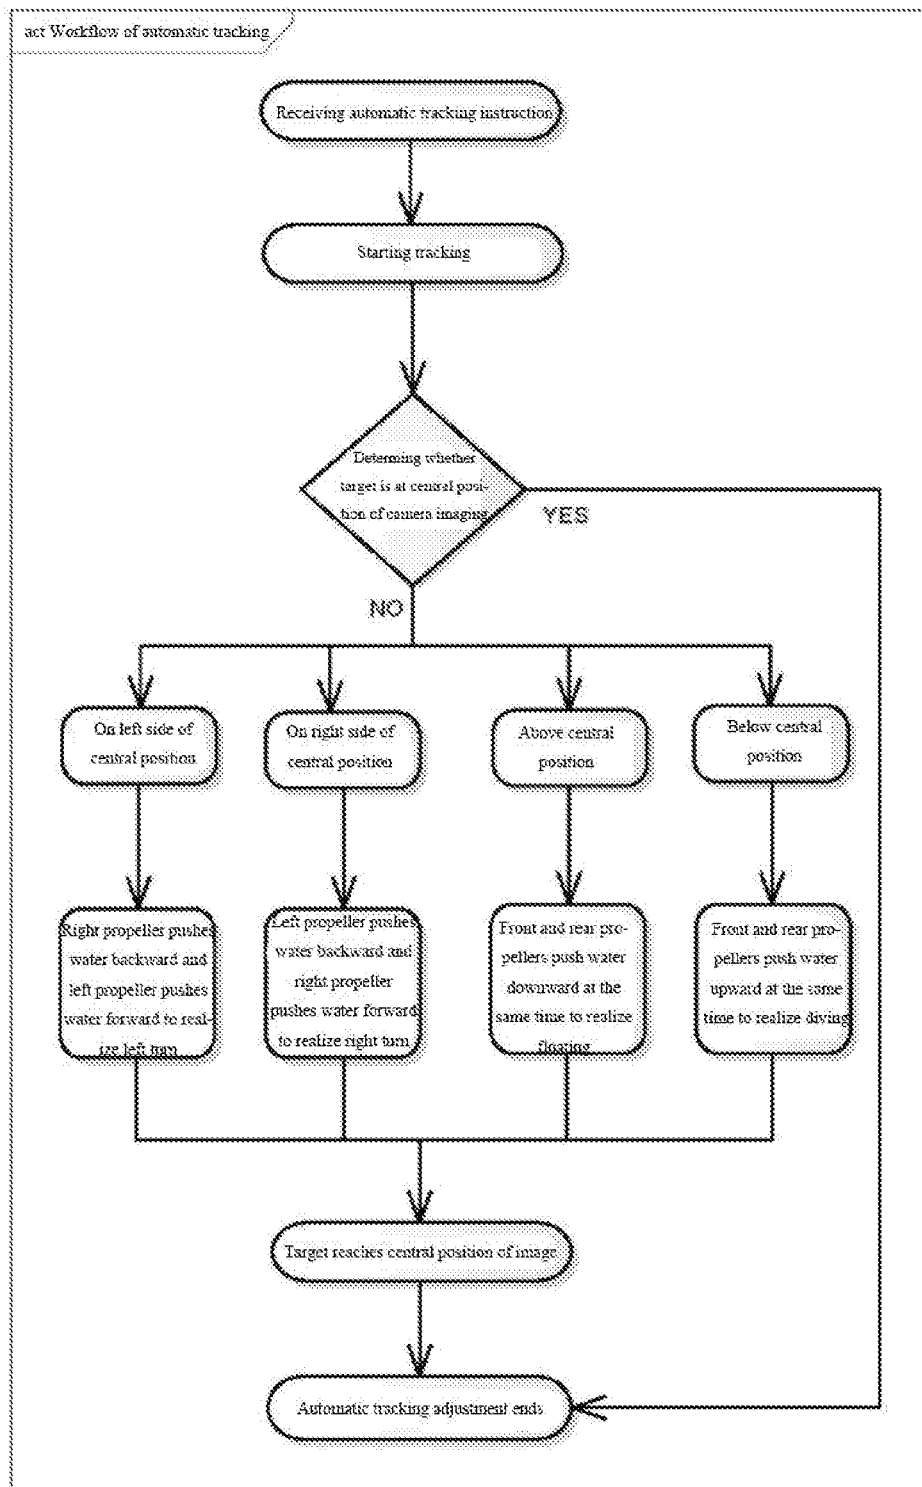 act Workflow of automatic tracking
Receiving automatic tracking instruction
Starting tracking
Determing whether
target is at central posi-
tion of camera imaging
YES
NO
On left side of
central position
On right side of
central position
Above central
position
Below central
position
Right propeller pushes
water backward and
left propeller pushes
water forward to real-
ize left turn
Left propeller pushes
water backward and
right propeller
pushes water forward
to realize right turn
Front and rear pro-
pellers push water
downward at the
same time to realize
floating
Front and rear pro-
pellers push water
upward at the same
time to realize diving
Target reaches central position of image
Automatic tracking adjustment ends